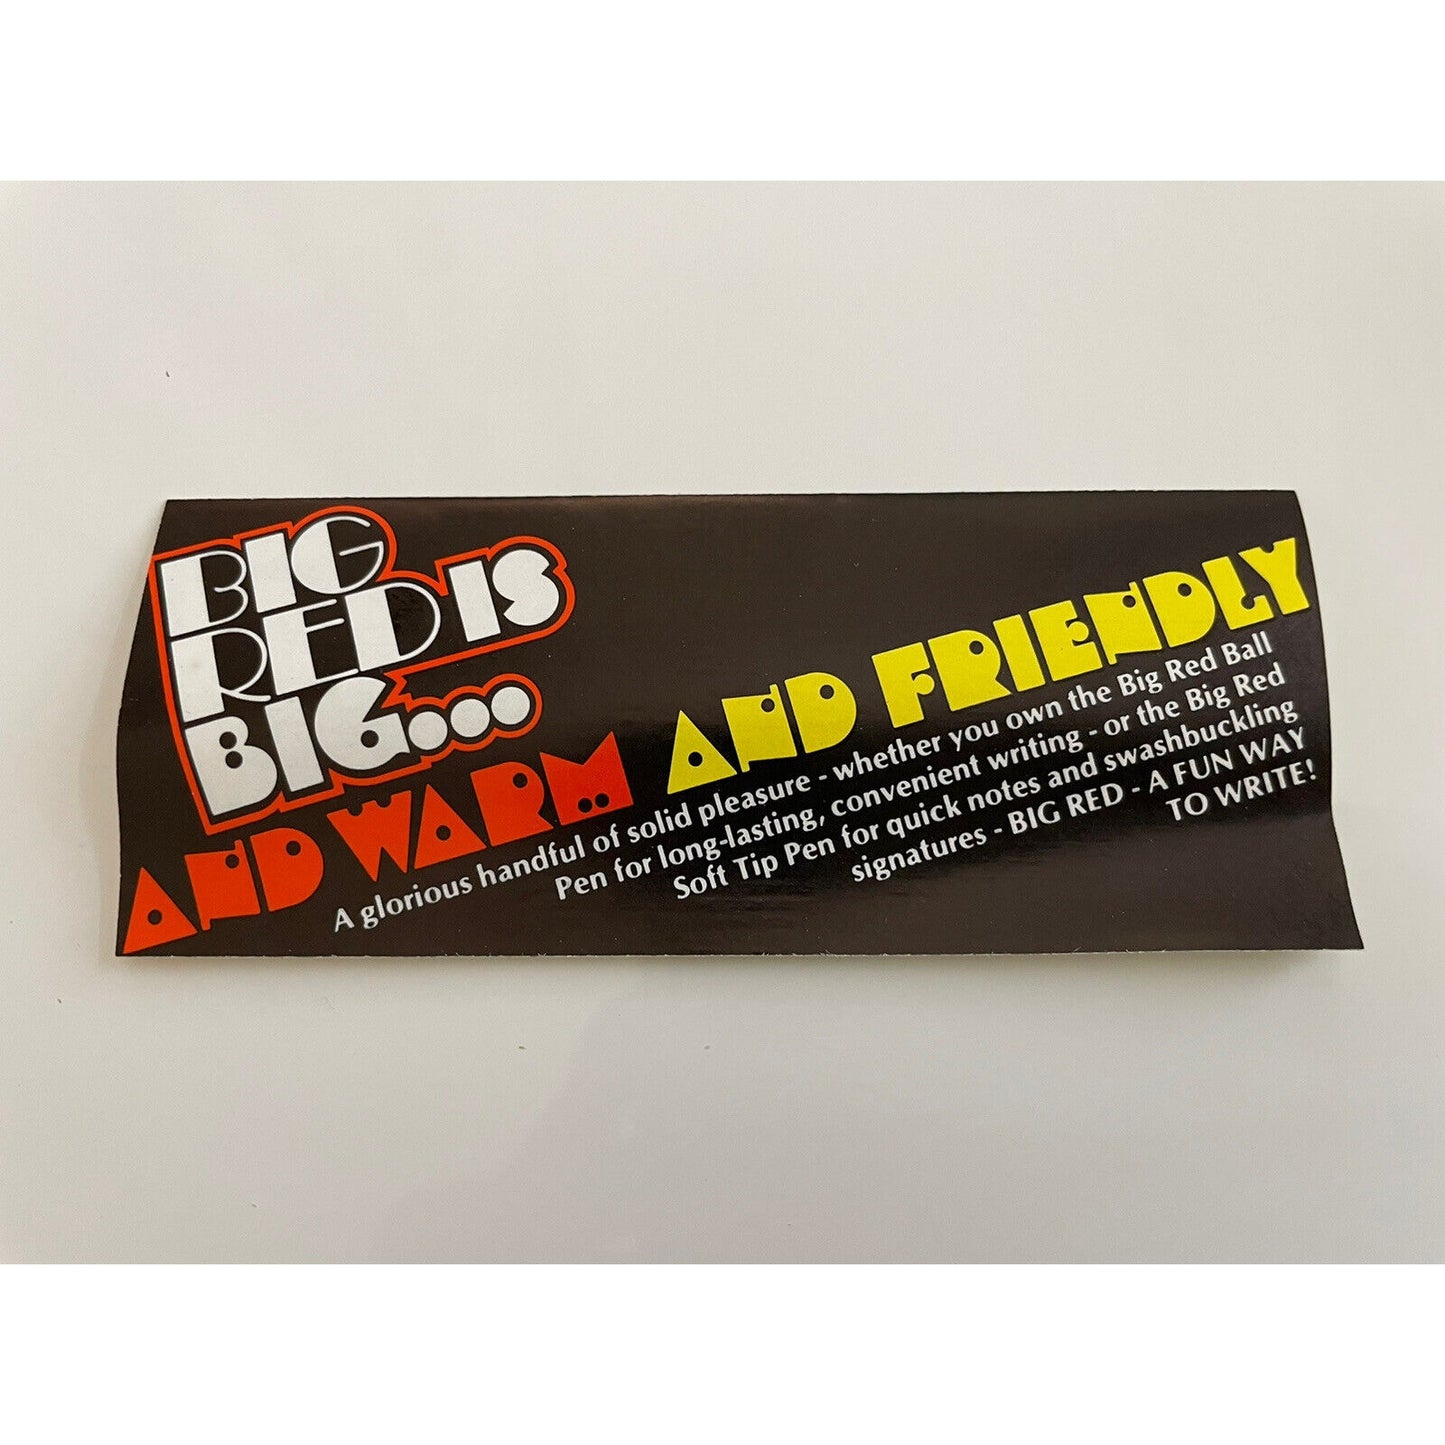 BIG
RED IS
BIG...
AND WARM AND FRIENDLY
A glorious handful of solid pleasure - whether you own the Big Red Ball
Pen for long-lasting, convenient writing - or the Big Red
Soft Tip Pen for quick notes and swashbuckling
signatures - BIG RED - A FUN WAY
TO WRITE!